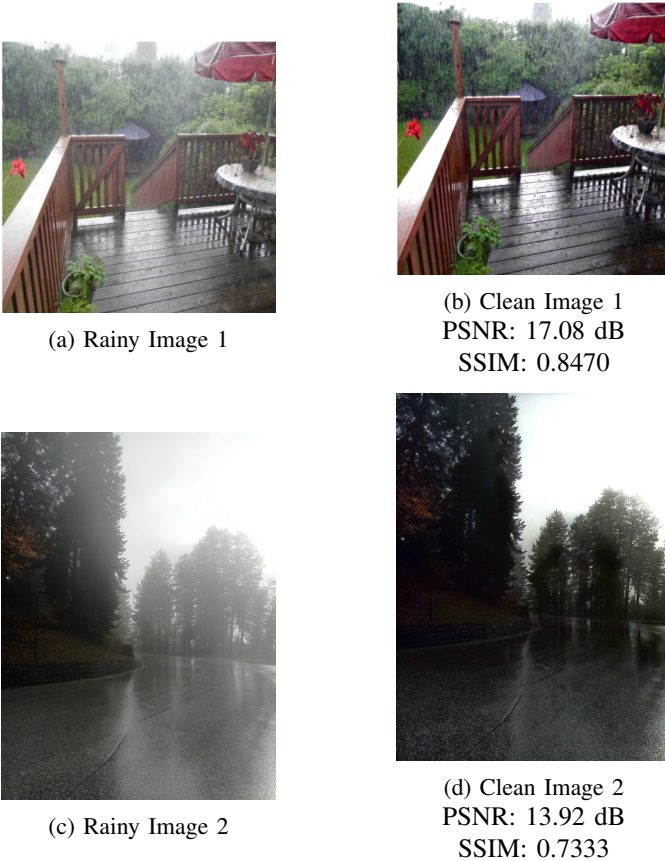 (a) Rainy Image 1
(b) Clean Image 1
PSNR: 17.08 dB
SSIM: 0.8470
(c) Rainy Image 2
(d) Clean Image 2
PSNR: 13.92 dB
SSIM: 0.7333